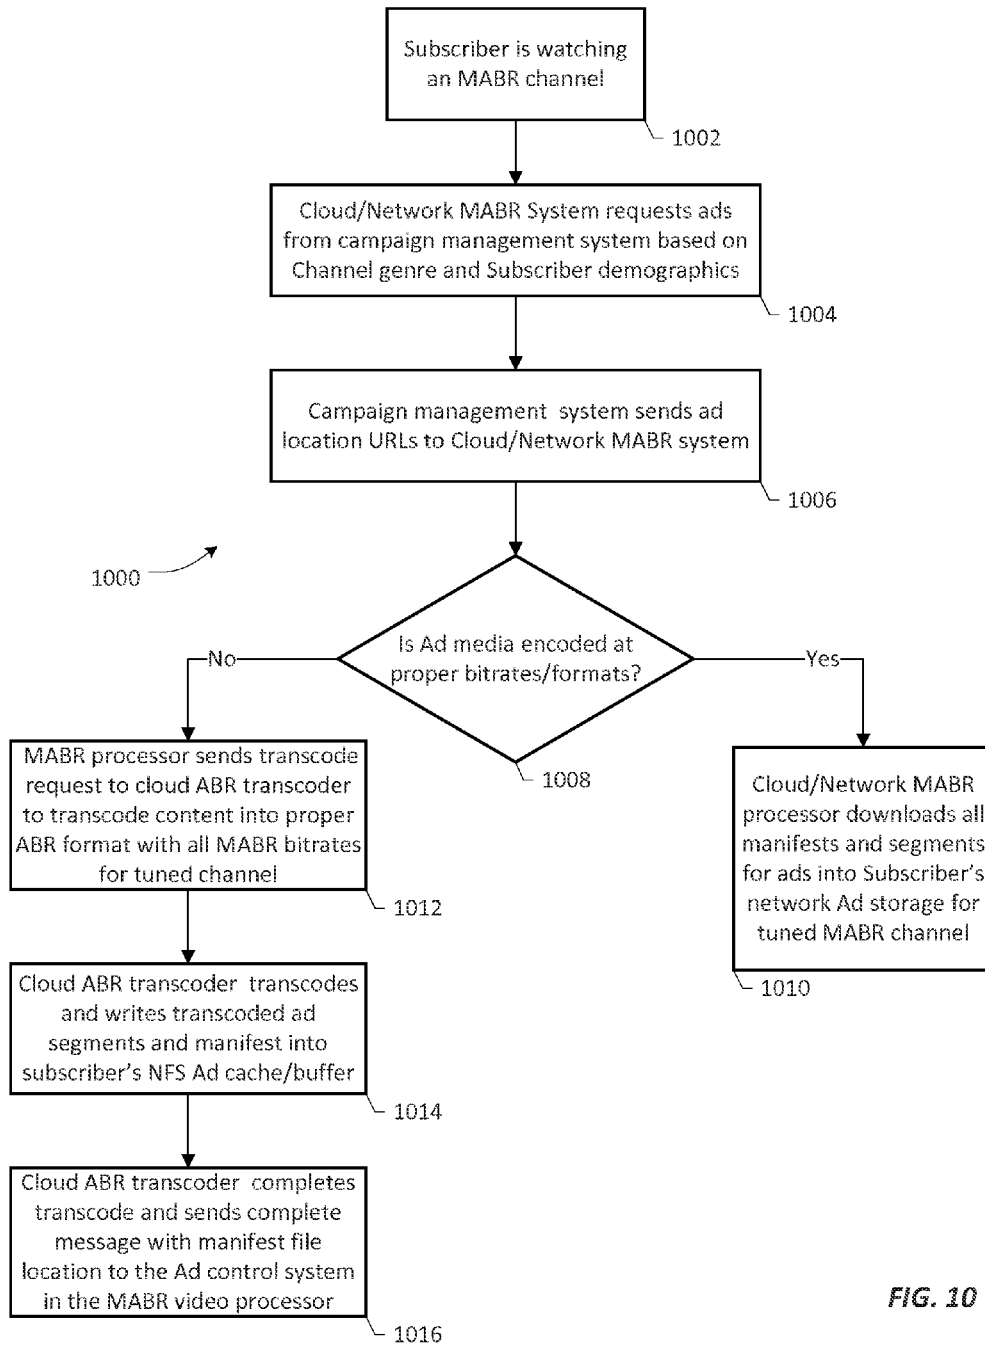 Subscriber is watching
an MABR channel
1002
Cloud/Network MABR System requests ads
from campaign management system based on
Channel genre and Subscriber demographics
1004
Campaign management system sends ad
location URLs to Cloud/Network MABR system
1006
1000
Is Ad media encoded at
proper bitrates/formats?
No
Yes
1008
MABR processor sends transcode
request to cloud ABR transcoder
to transcode content into proper
ABR format with all MABR bitrates
for tuned channel
1012
Cloud/Network MABR
processor downloads all
manifests and segments
for ads into Subscriber's
network Ad storage for
tuned MABR channel
1010
Cloud ABR transcoder transcodes
and writes transcoded ad
segments and manifest into
subscriber's NFS Ad cache/buffer
1014
Cloud ABR transcoder completes
transcode and sends complete
message with manifest file
location to the Ad control system
in the MABR video processor
1016
FIG. 10